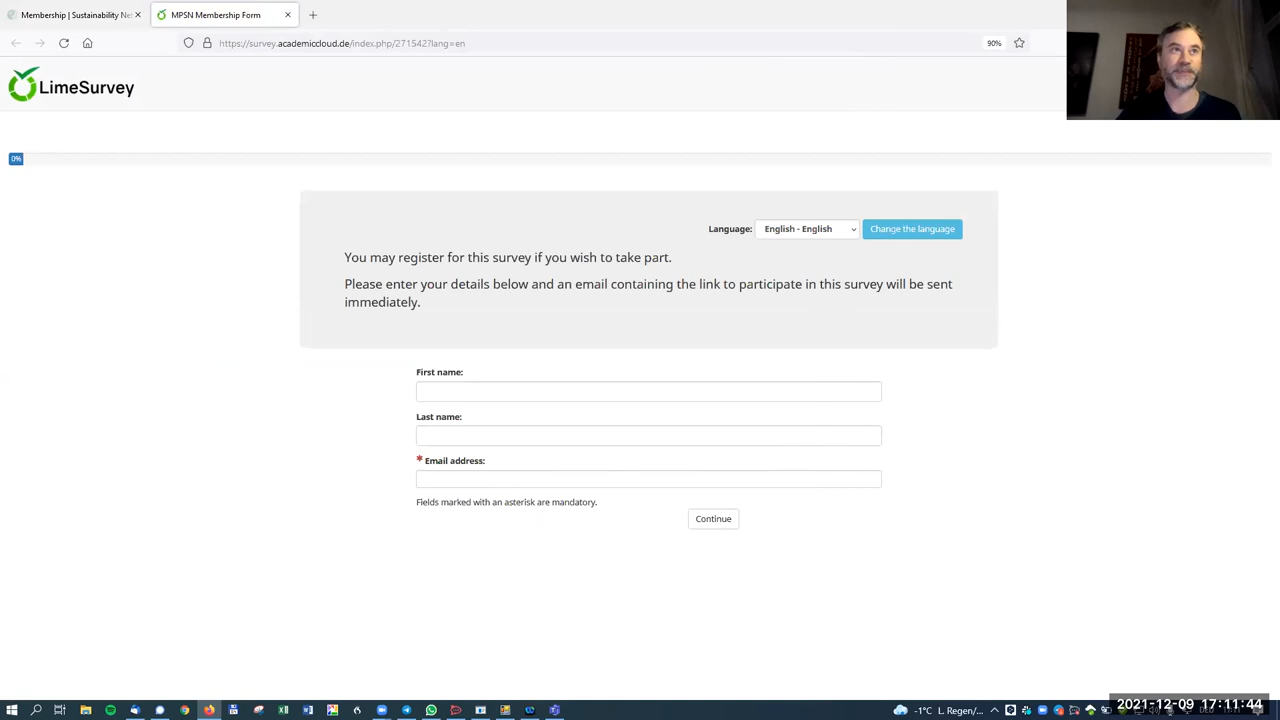 Membership | Sustainability Ne
MPSN Membership Form
https://survey.academiccloud.de/index.php/271542?lang=en
90%
LimeSurvey
0%
Language:
English - English
Change the language
You may register for this survey if you wish to take part.
Please enter your details below and an email containing the link to participate in this survey will be sent
immediately.
First name:
Last name:
* Email address:
Fields marked with an asterisk are mandatory.
Continue
-1°C L. Regen/...
2021-12-09 17:11:44